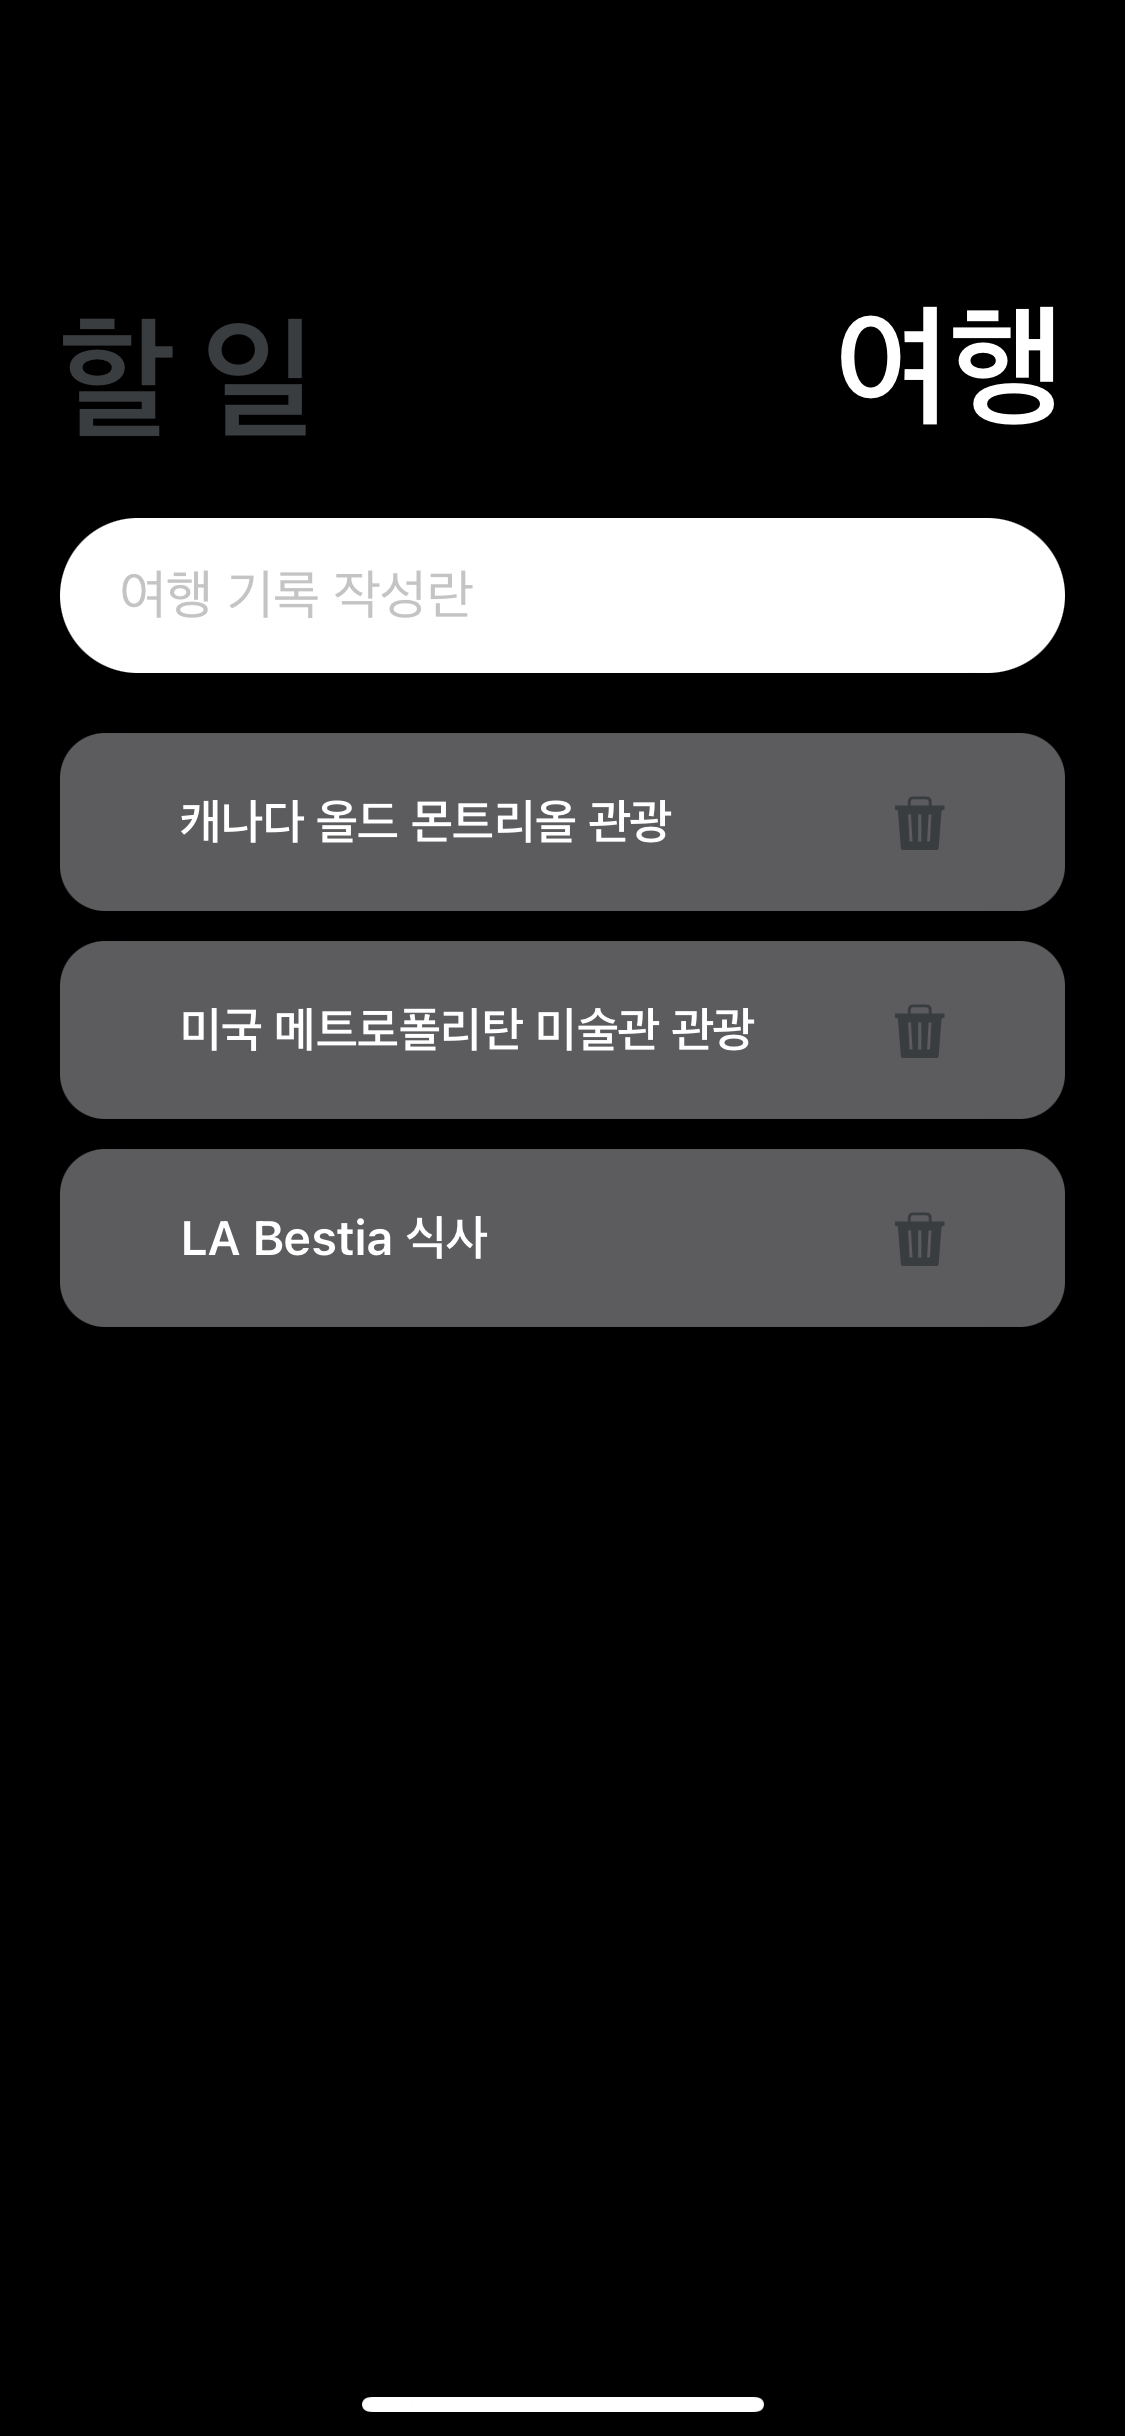 할 일
여행
여행 기록 작성란
캐나다 올드 몬트리올 관광
미국 메트로폴리탄 미술관 관광
LA Bestia 식사